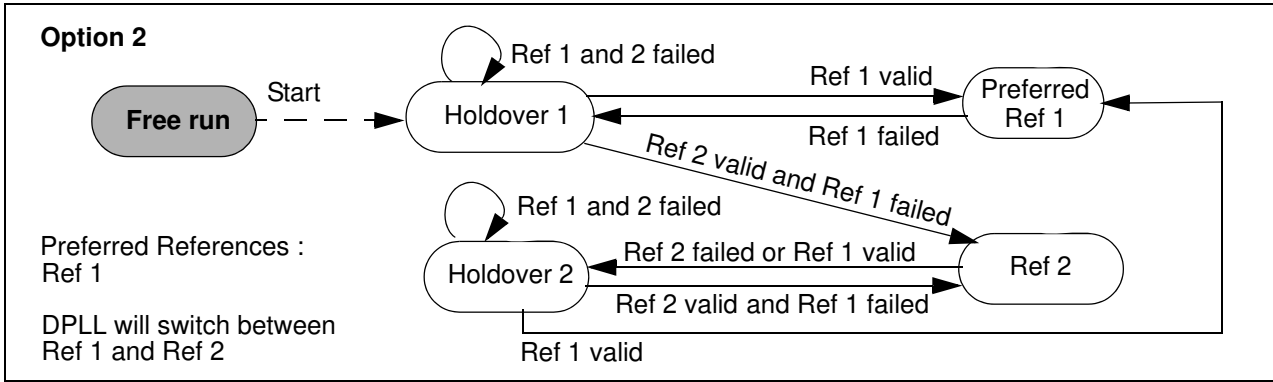 Option 2
Ref 1 and 2 failed
Start
Free run
Holdover 1
Ref 1 valid
Preferred
Ref 1
Ref 1 failed
Ref 2 valid and Ref 1 failed
Ref 1 and 2 failed
Preferred References :
Ref 1
Holdover 2
Ref 2 failed or Ref 1 valid
Ref 2
Ref 2 valid and Ref 1 failed
DPLL will switch between
Ref 1 and Ref 2
Ref 1 valid